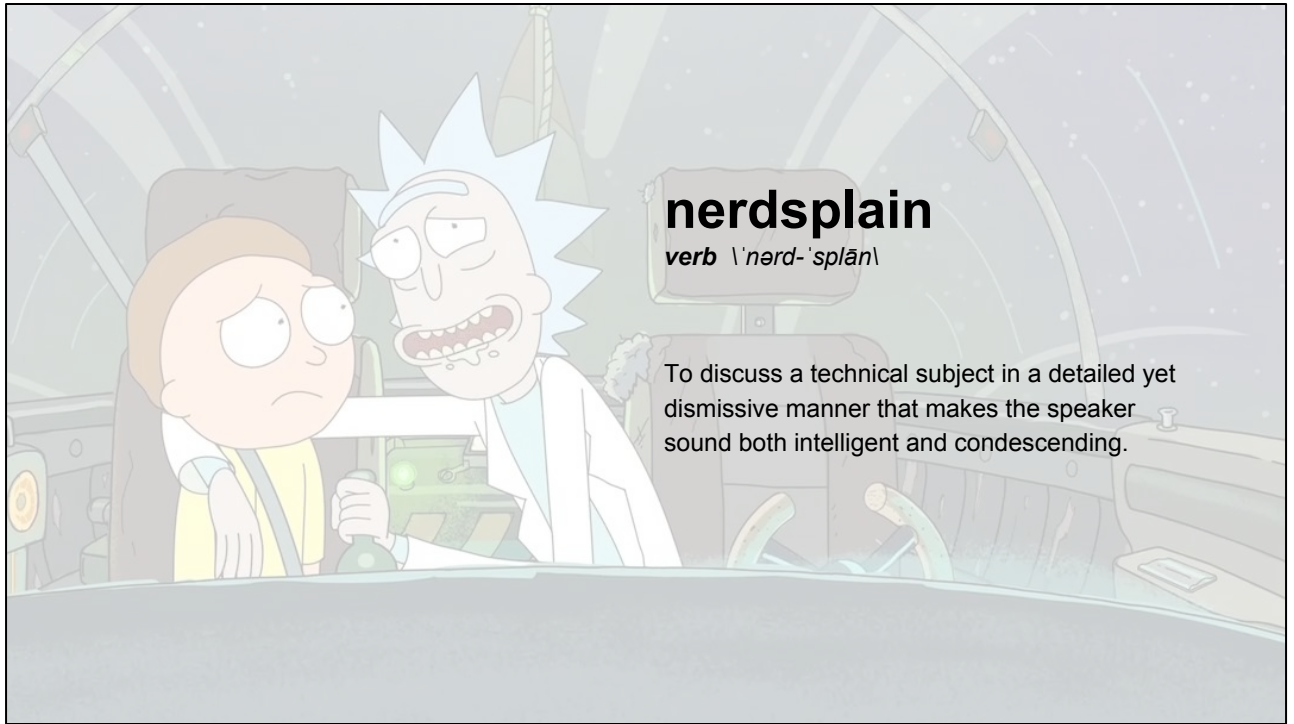 nerdsplain
verb \ˈnərd-ˈsplān\
To discuss a technical subject in a detailed yet
dismissive manner that makes the speaker
sound both intelligent and condescending.